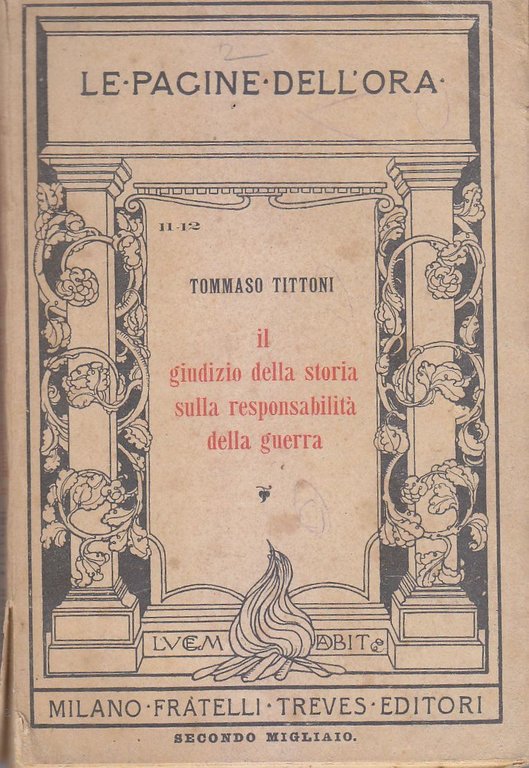 LE·PAGINE·DELL'ORA·
11-12
TOMMASO TITTONI
il
giudizio della storia
sulla responsabilità
della guerra
LVCEM DABIT
MILANO·FRATELLI·TREVES·EDITORI
SECONDO MIGLIAIO.